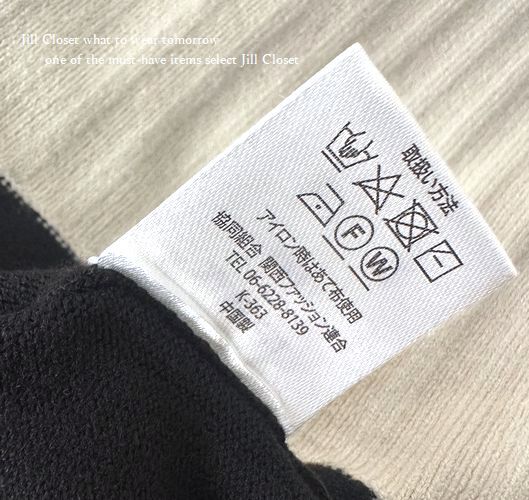 Jill Closet what to wear tomorrow
one of the must-have items select Jill Closet
取扱い方法
F W
アイロン時はあて布使用
協同組合 関西ファッション連合
TEL 06-6228-8139
K-363
中国製